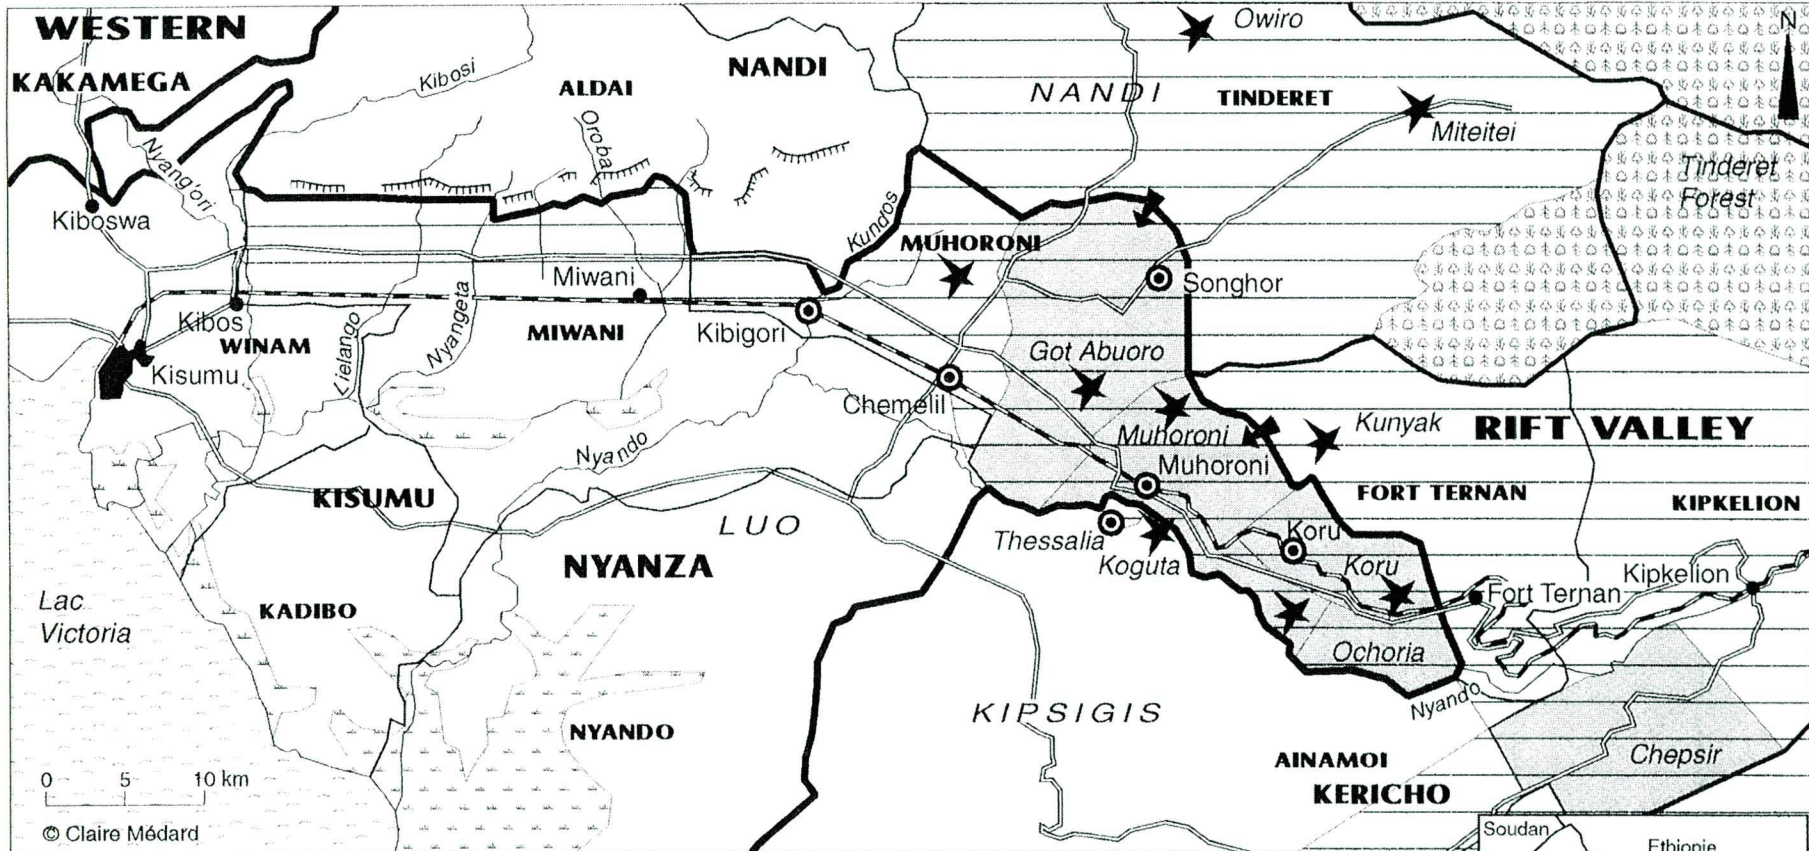 WESTERN
KAKAMEGA
Kibosi
ALDAI
NANDI
Owiro
N
NANDI
TINDERET
Miteitei
Nyang'ori
Oroba
Tinderet
Forest
Kiboswa
Kundos
MUHORONI
Songhor
Miwani
Kibos
WINAM
Lielango
Nyangeta
MIWANI
Kibigori
Got Abuoro
Kisumu
Chemelil
Muhoroni
Kunyak
RIFT VALLEY
Nyando
Muhoroni
KISUMU
FORT TERNAN
KIPKELION
LUO
Thessalia
Koguta
Koru
Koru
NYANZA
Kipkelion
Fort Ternan
Lac
Victoria
KADIBO
Ochoria
Nyando
KIPSIGIS
NYANDO
AINAMOI
Chepsir
KERICHO
0 5 10 km
© Claire Médard
Soudan
Ethiopie